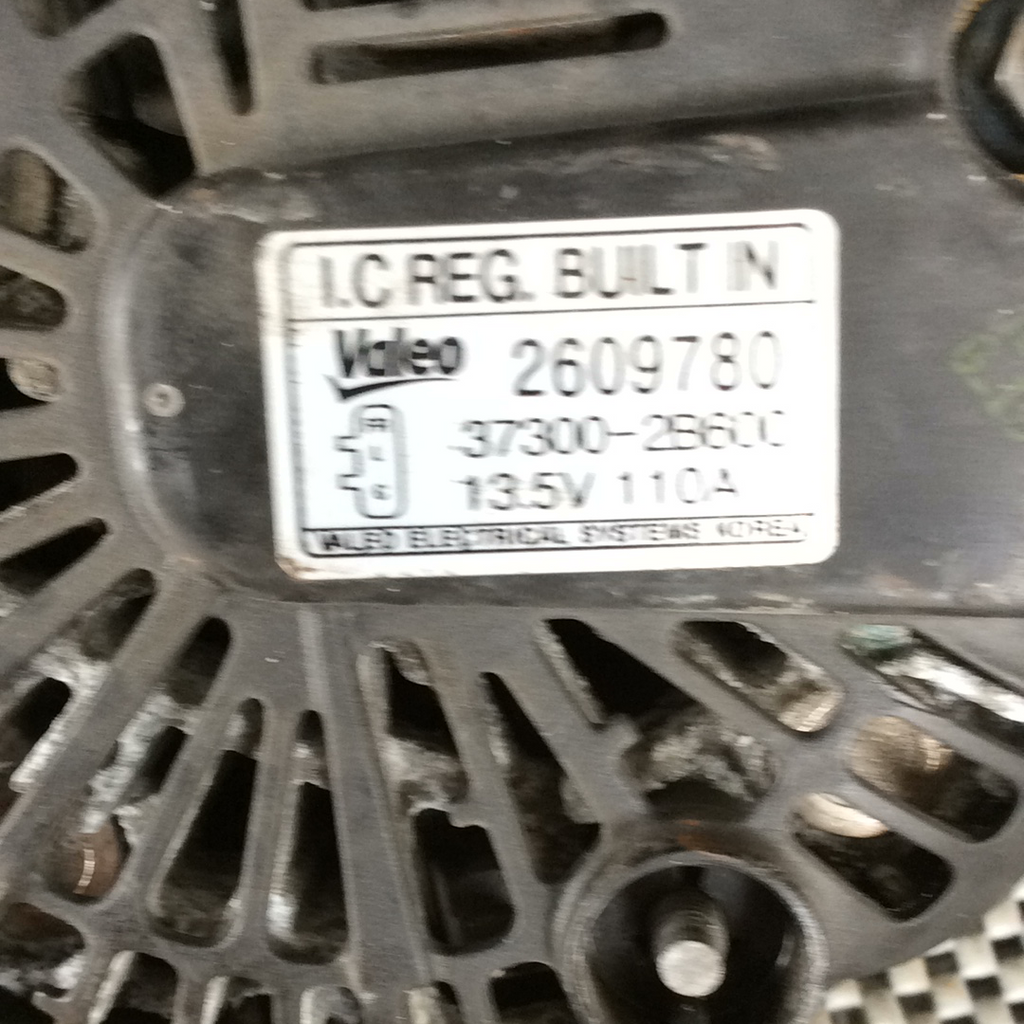 I.C REG. BUILT IN
Valeo 2609780
37300-2B600
L
13.5V 110A
VALEO ELECTRICAL SYSTEMS KOREA